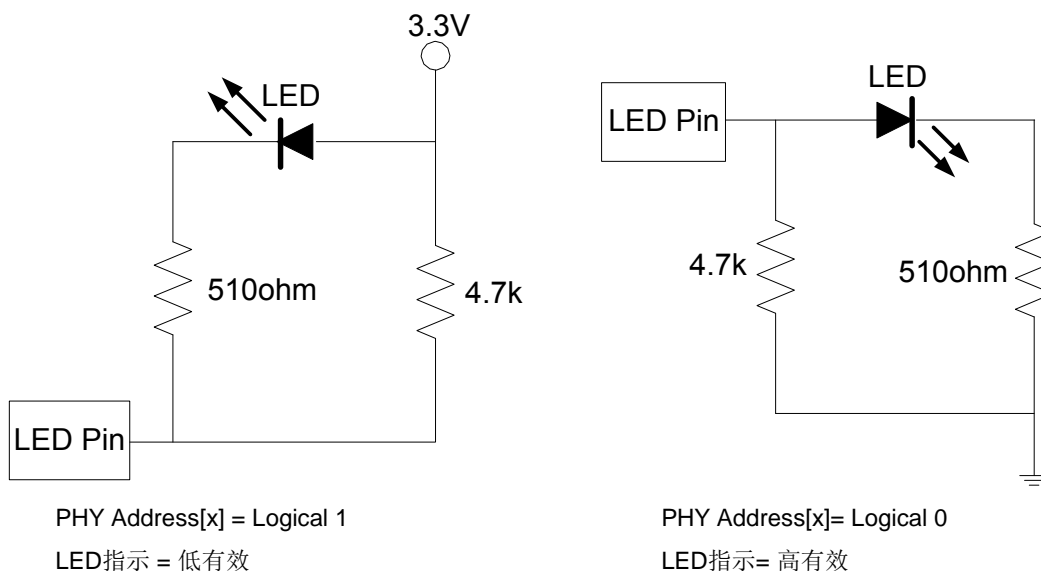 3.3V
LED
510ohm
4.7k
LED Pin
PHY Address[x] = Logical 1
LED指示 = 低有效
LED
LED Pin
4.7k
510ohm
PHY Address[x]= Logical 0
LED指示= 高有效